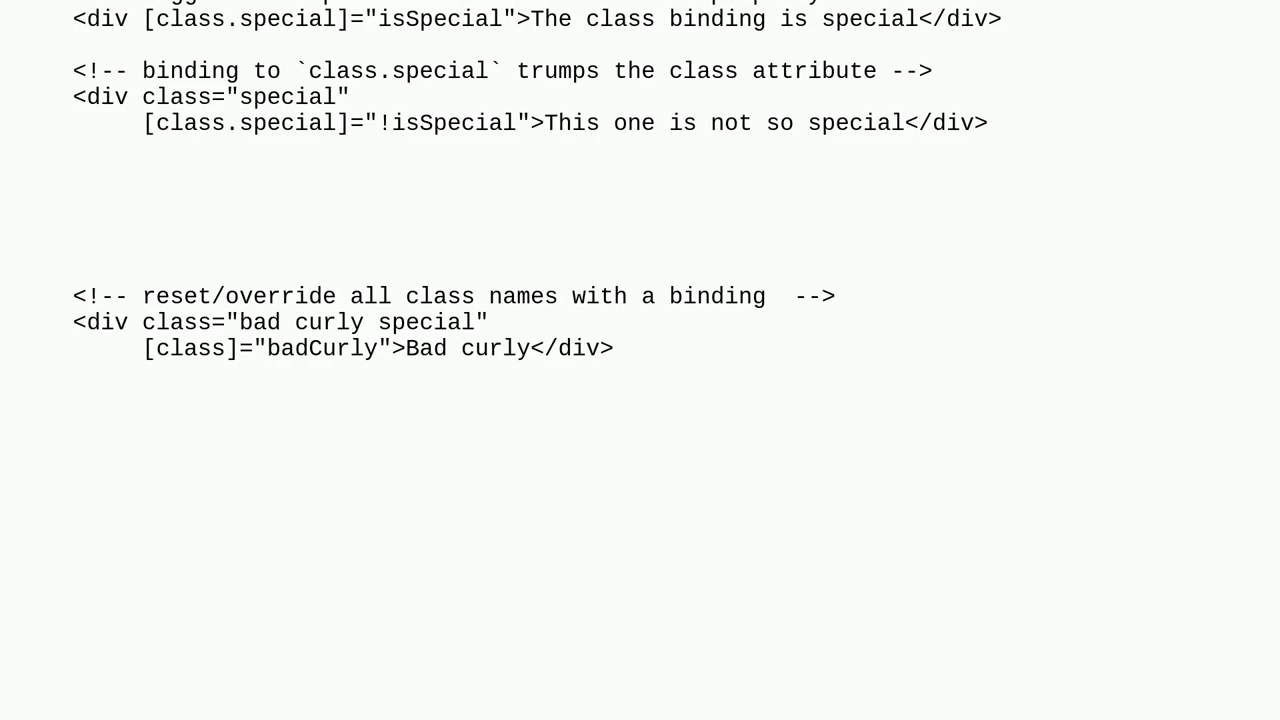 <div [class.special]="isSpecial">The class binding is special</div>
<!-- binding to `class.special` trumps the class attribute -->
<div class="special"
[class.special]="!isSpecial">This one is not so special</div>
<!-- reset/override all class names with a binding  -->
<div class="bad curly special"
[class]="badCurly">Bad curly</div>